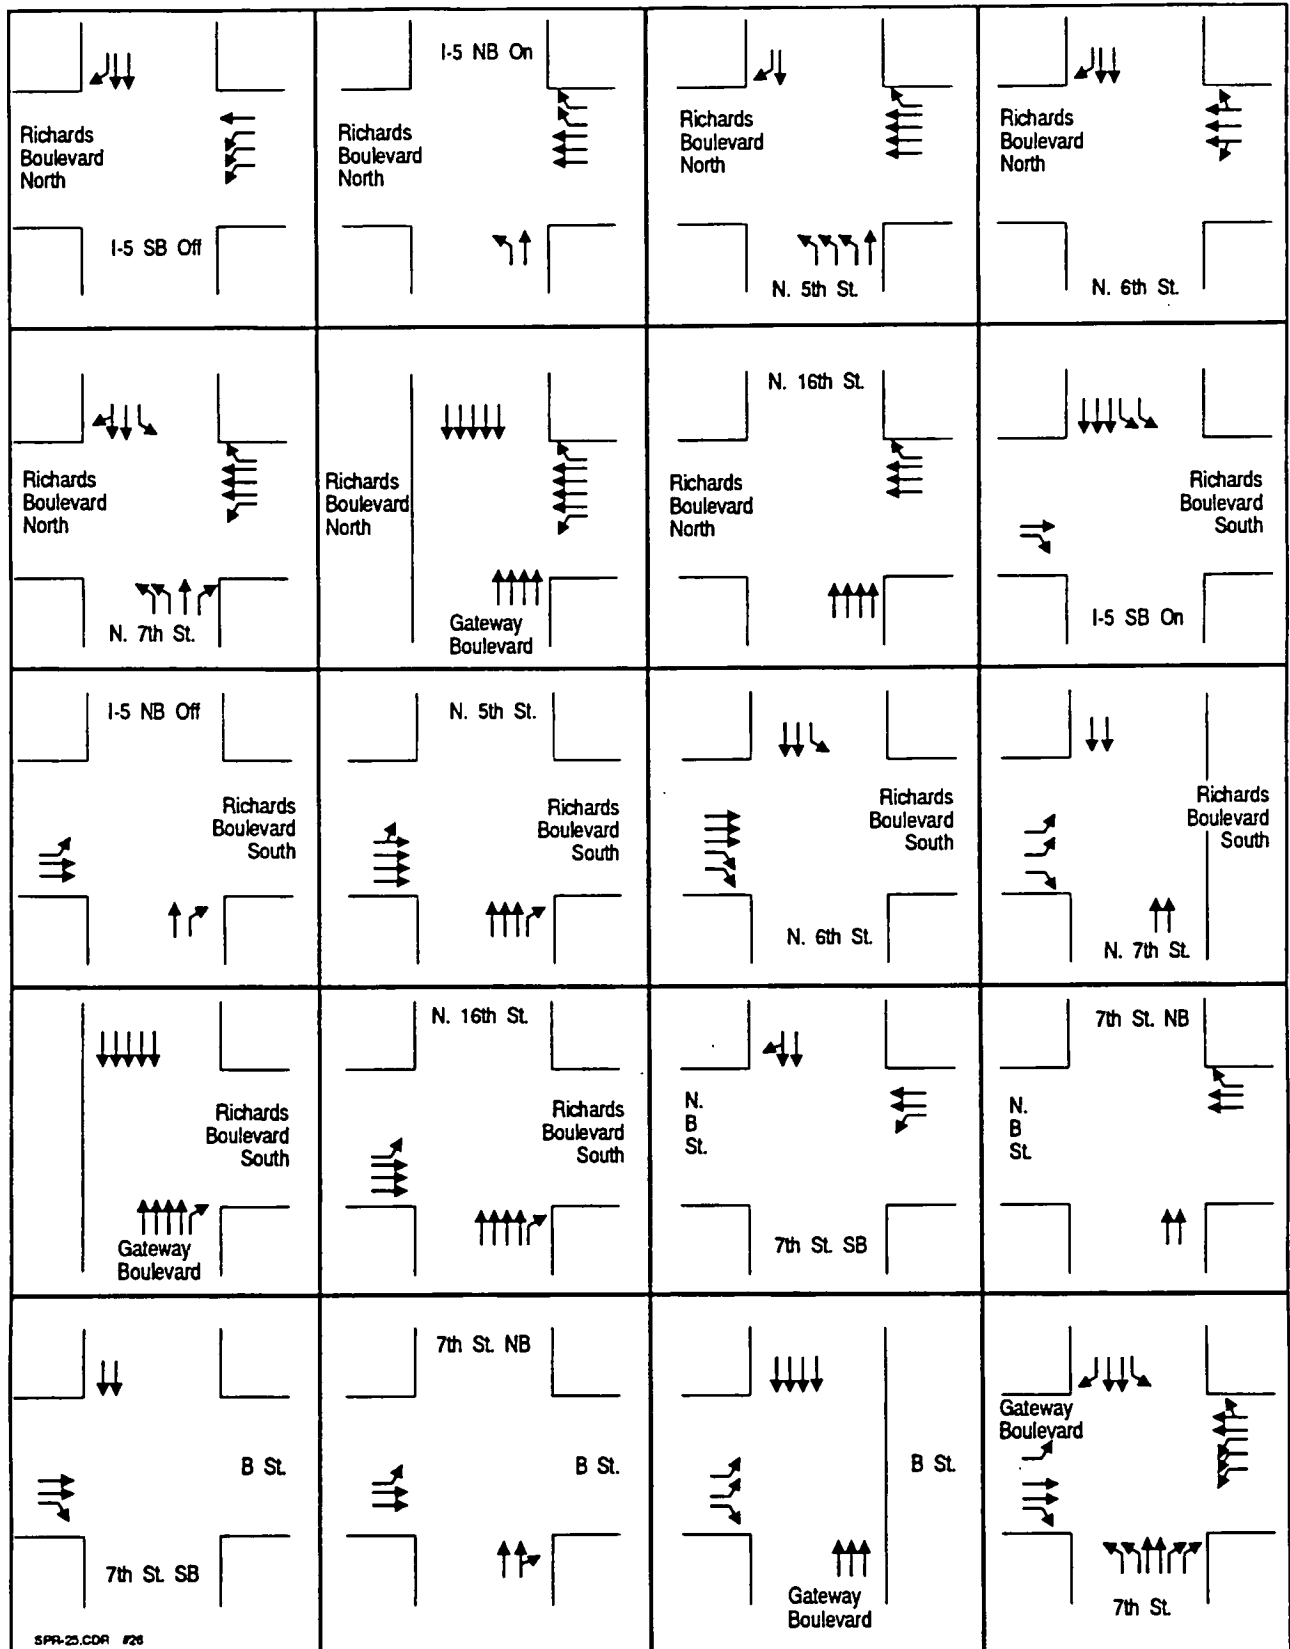 Richards
Boulevard
North
I-5 SB Off
I-5 NB On
Richards
Boulevard
North
Richards
Boulevard
North
N. 5th St.
Richards
Boulevard
North
N. 6th St.
Richards
Boulevard
North
N. 7th St.
Richards
Boulevard
North
Gateway
Boulevard
N. 16th St.
Richards
Boulevard
North
Richards
Boulevard
South
I-5 SB On
I-5 NB Off
Richards
Boulevard
South
N. 5th St.
Richards
Boulevard
South
Richards
Boulevard
South
N. 6th St.
Richards
Boulevard
South
N. 7th St.
Richards
Boulevard
South
Gateway
Boulevard
N. 16th St.
Richards
Boulevard
South
N.
B
St.
7th St. SB
7th St. NB
N.
B
St.
B St.
7th St. SB
7th St. NB
B St.
B St.
Gateway
Boulevard
Gateway
Boulevard
7th St.
SPR-25.CDR #26